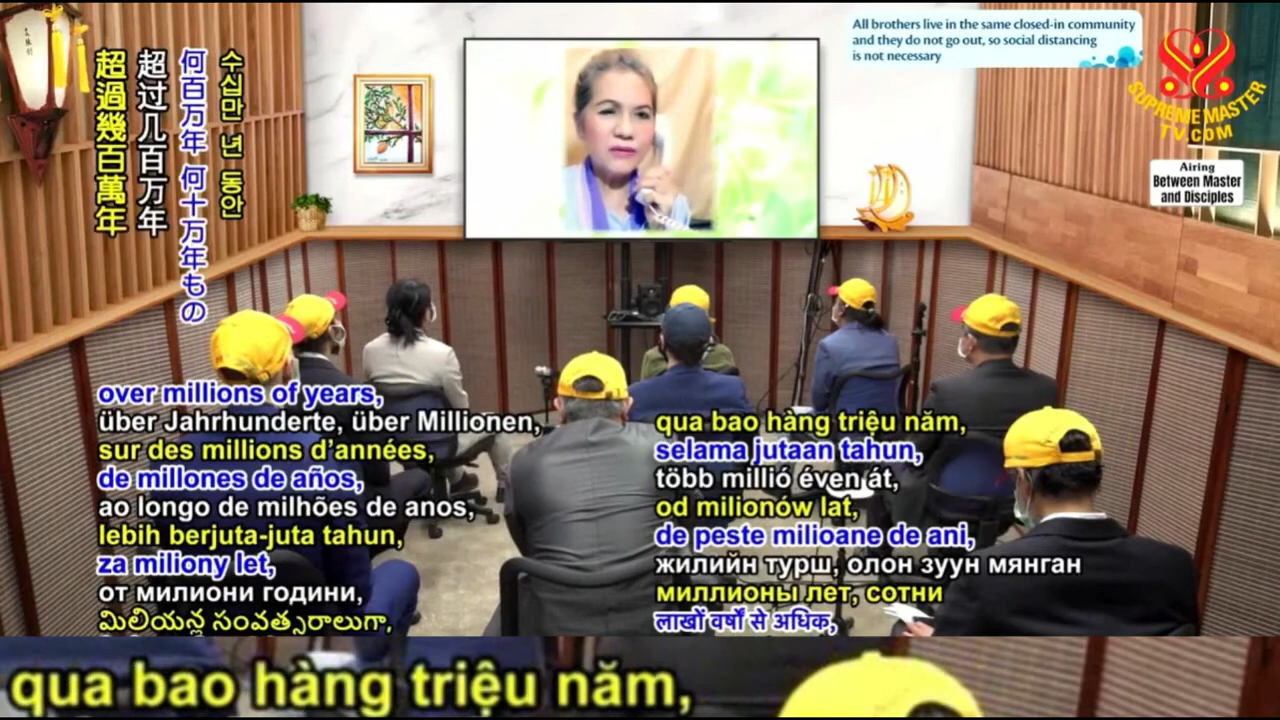 All brothers live in the same closed-in community
and they do not go out, so social distancing
is not necessary
SUPREME MASTER
TV.COM
Airing
Between Master
and Disciples
수십만 년 동안
何百万年 何十万年もの
超过几百万年
超過幾百萬年
over millions of years,
über Jahrhunderte, über Millionen,
sur des millions d’années,
de millones de años,
ao longo de milhões de anos,
lebih berjuta-juta tahun,
za miliony let,
от милиони години,
మిలియన్ల సంవత్సరాలుగా,
qua bao hàng triệu năm,
selama jutaan tahun,
több millió éven át,
od milionów lat,
de peste milioane de ani,
жилийн турш, олон зуун мянган
миллионы лет, сотни
लाखों वर्षों से अधिक,
qua bao hàng triệu năm,